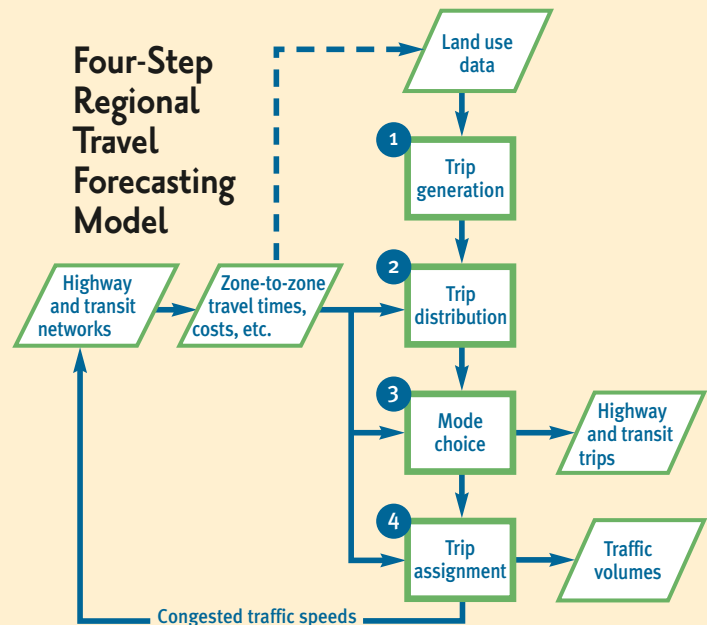 Four-Step
Regional
Travel
Forecasting
Model
Land use
data
1
Trip
generation
2
Trip
distribution
Highway
and transit
networks
Zone-to-zone
travel times,
costs, etc.
3
Mode
choice
Highway
and transit
trips
4
Trip
assignment
Traffic
volumes
Congested traffic speeds